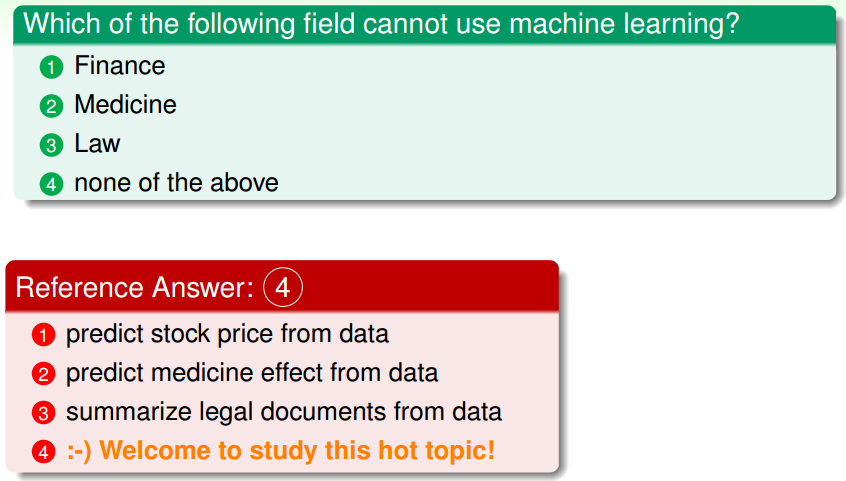 Which of the following field cannot use machine learning?
1 Finance
2 Medicine
3 Law
4 none of the above
Reference Answer: 4
1 predict stock price from data
2 predict medicine effect from data
3 summarize legal documents from data
4 :-) Welcome to study this hot topic!